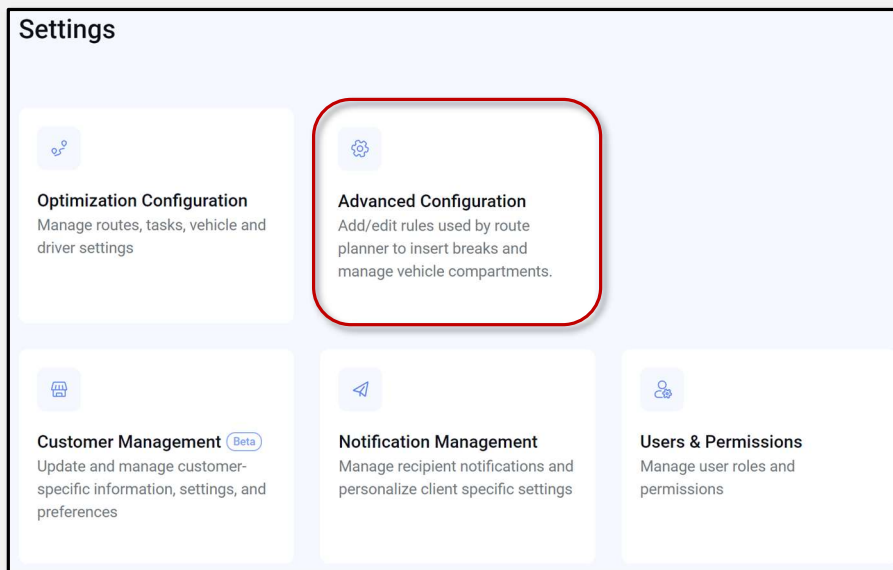 Settings
Optimization Configuration
Manage routes, tasks, vehicle and
driver settings
Advanced Configuration
Add/edit rules used by route
planner to insert breaks and
manage vehicle compartments.
Customer Management Beta
Update and manage customer-
specific information, settings, and
preferences
Notification Management
Manage recipient notifications and
personalize client specific settings
Users & Permissions
Manage user roles and
permissions